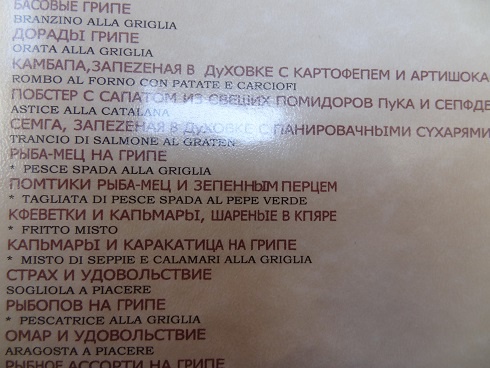 БАСОВЫЕ ГРИПЕ
BRANZINO ALLA GRIGLIA
ДОРАДЫ ГРИПЕ
ORATA ALLA GRIGLIA
КАМБАПА,ЗАПЕZЕНАЯ В ДуХОВКЕ С КАРТОФЕПЕМ И АРТИШОКА
ROMBO AL FORNO CON PATATE E CARCIOFI
ПОБСТЕР С САПАТОМ ИЗ СВЕЩИХ ПОМИДОРОВ ПуКА И СЕПФДЕ
ASTICE ALLA CATALANA
СЕМГА, ЗАПЕZЕНАЯ В ДуХОВКЕ С ПАНИРОВАЧНЫМИ СУХАРЯМИ
TRANCIO DI SALMONE AL GRATEN
РЫБА-МЕЦ НА ГРИПЕ
* PESCE SPADA ALLA GRIGLIA
ПОМТИКИ РЫБА-МЕЦ И ЗЕПЕННЫМ ПЕРЦЕМ
* TAGLIATA DI PESCE SPADA AL PEPE VERDE
КФЕВЕТКИ И КАПЬМАРЫ, ШАРЕНЫЕ В КПЯРЕ
* FRITTO MISTO
КАПЬМАРЫ И КАРАКАТИЦА НА ГРИПЕ
* MISTO DI SEPPIE E CALAMARI ALLA GRIGLIA
СТРАХ И УДОВОЛЬСТВИЕ
SOGLIOLA A PIACERE
РЫБОПОВ НА ГРИПЕ
* PESCATRICE ALLA GRIGLIA
ОМАР И УДОВОЛЬСТВИЕ
ARAGOSTA A PIACERE
РЫБНОЕ АССОРТИ НА ГРИПЕ